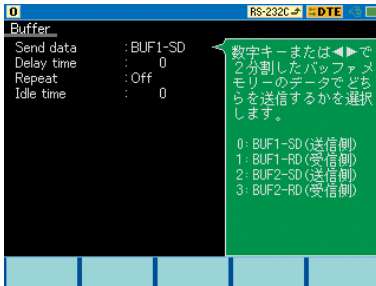 0 RS-232C DTE
Buffer
Send data :BUF1-SD
Delay time : 0
Repeat :Off
Idle time : 0
数字キーまたは◀▶で
2分割したバッファメ
モリーのデータでどち
らを送信するかを選択
します。
0:BUF1-SD(送信側)
1:BUF1-RD(受信側)
2:BUF2-SD(送信側)
3:BUF2-RD(受信側)